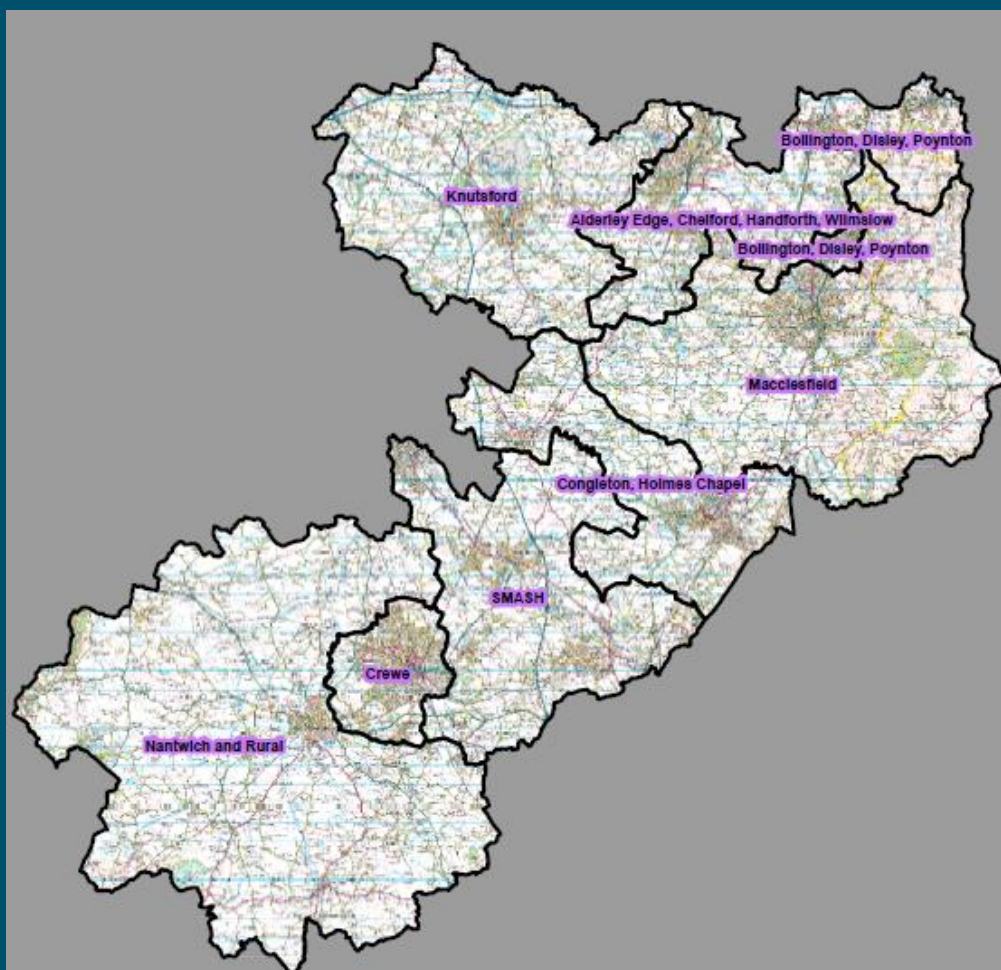 Bollington, Disley, Poynton
Knutsford
Alderley Edge, Chelford, Handforth, Wilmslow
Bollington, Disley, Poynton
Macclesfield
Congleton, Holmes Chapel
SMASH
Crewe
Nantwich and Rural